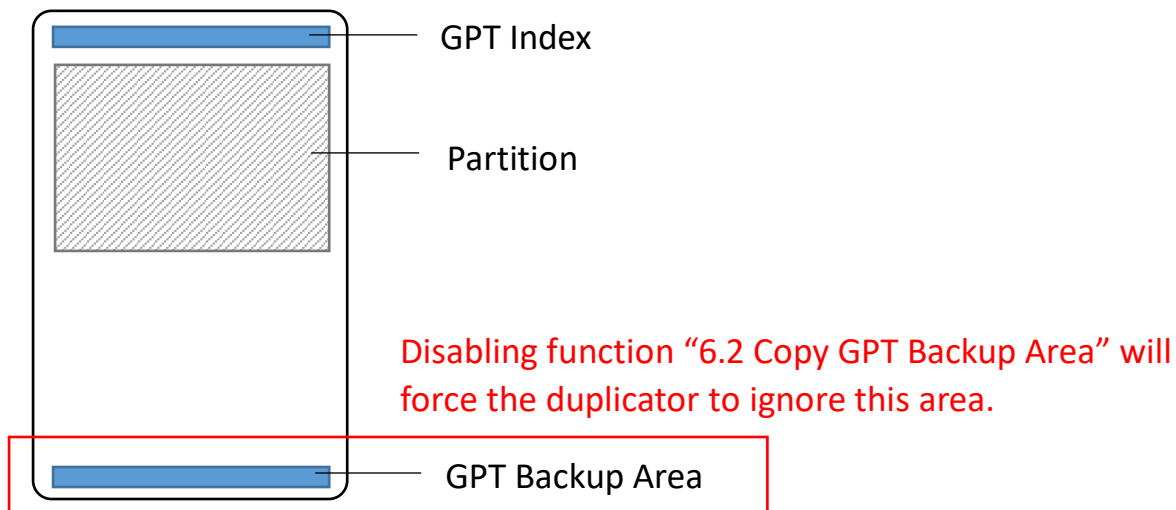 GPT Index
Partition
Disabling function “6.2 Copy GPT Backup Area” will
force the duplicator to ignore this area.
GPT Backup Area